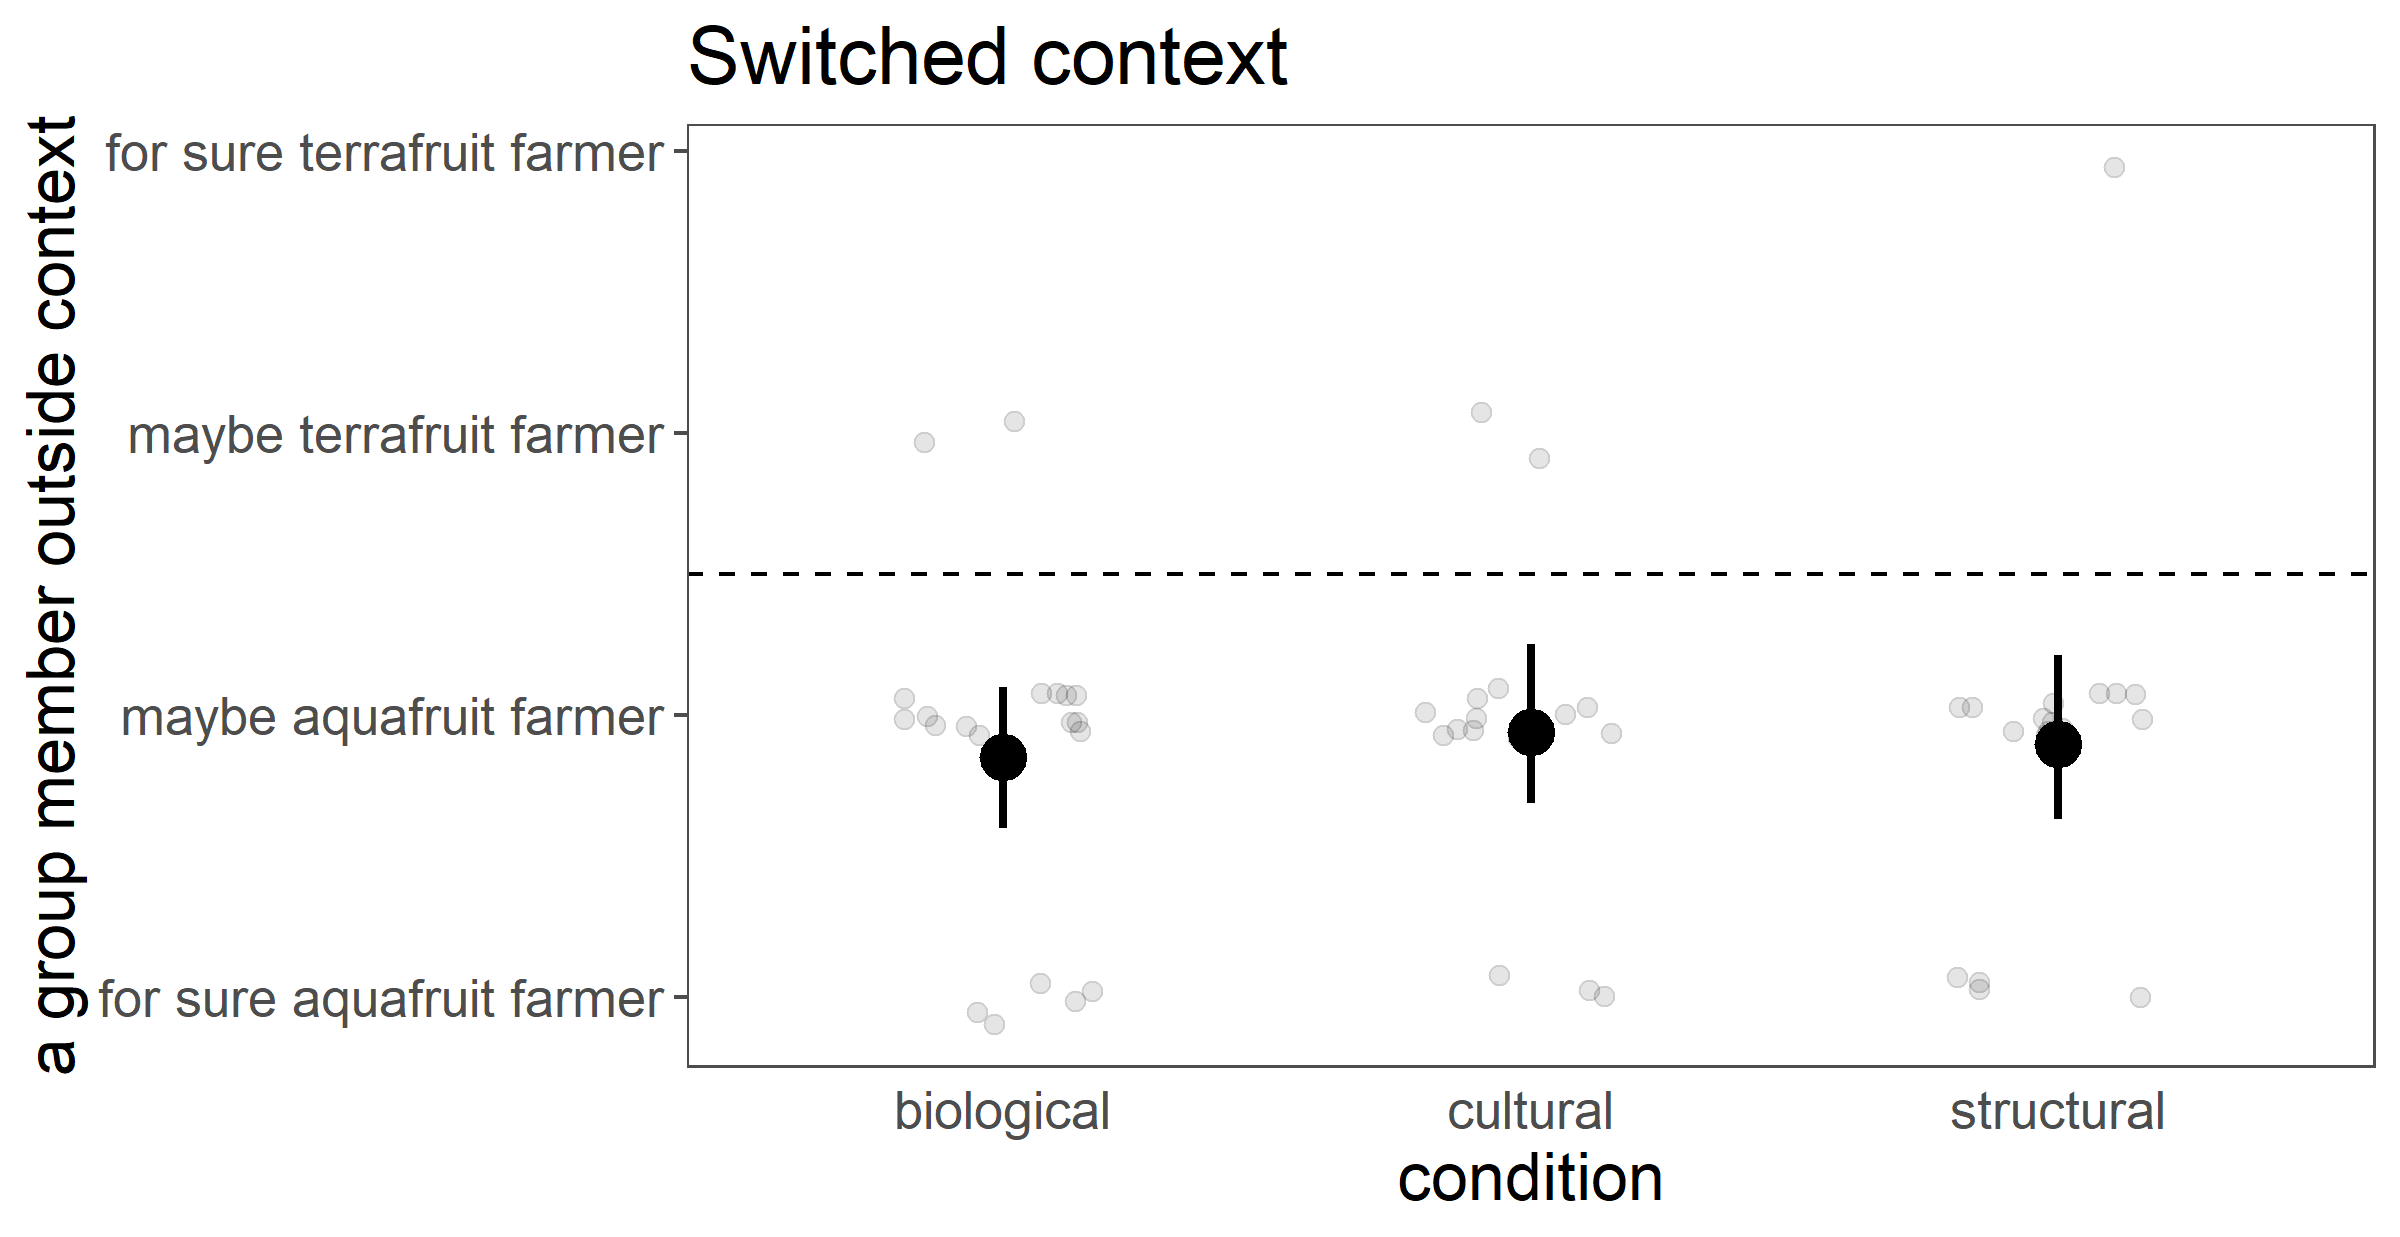 Switched context
a group member outside context
for sure terrafruit farmer
maybe terrafruit farmer
maybe aquafruit farmer
for sure aquafruit farmer
biological
cultural
structural
condition